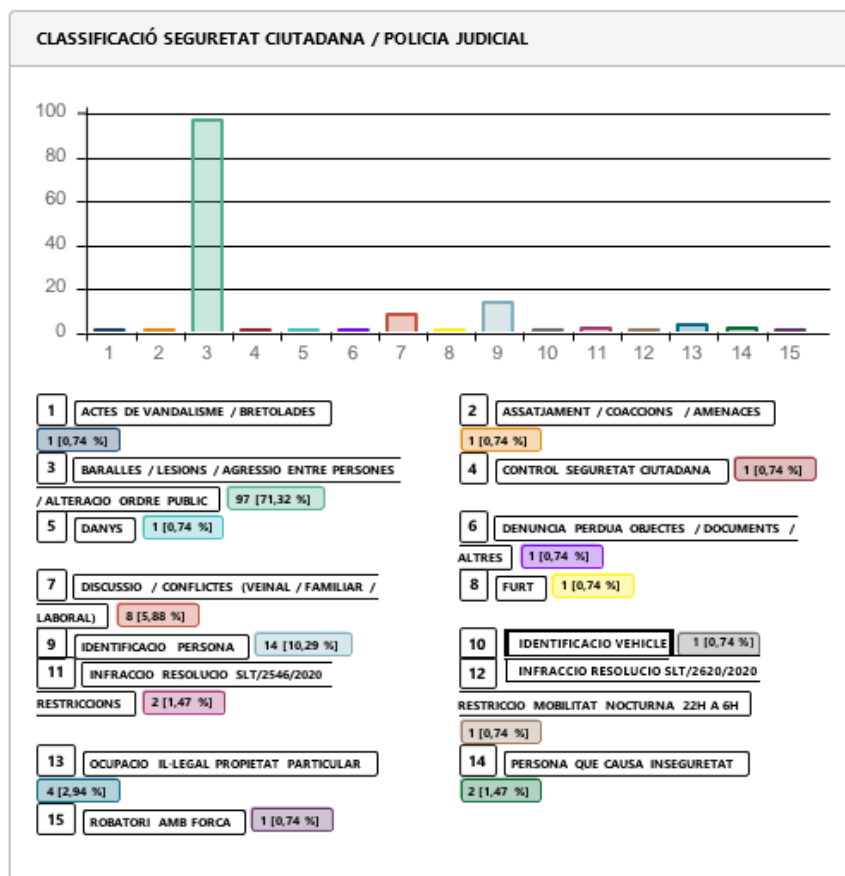 CLASSIFICACIÓ SEGURETAT CIUTADANA / POLICIA JUDICIAL
100
80
60
40
20
0
1 2 3 4 5 6 7 8 9 10 11 12 13 14 15
1 ACTES DE VANDALISME / BRETOLADES
1 [0,74 %]
2 ASSATJAMENT / COACCIONS / AMENACES
1 [0,74 %]
3 BARALLES / LESIONS / AGRESSIO ENTRE PERSONES
/ ALTERACIO ORDRE PUBLIC 97 [71,32 %]
4 CONTROL SEGURETAT CIUTADANA 1 [0,74 %]
5 DANYS 1 [0,74 %]
6 DENUNCIA PERDUA OBJECTES / DOCUMENTS /
ALTRES 1 [0,74 %]
7 DISCUSSIO / CONFLICTES (VEINAL / FAMILIAR /
LABORAL) 8 [5,88 %]
8 FURT 1 [0,74 %]
9 IDENTIFICACIO PERSONA 14 [10,29 %]
10 IDENTIFICACIO VEHICLE 1 [0,74 %]
11 INFRACCIO RESOLUCIO SLT/2546/2020
RESTRICCIONS 2 [1,47 %]
12 INFRACCIO RESOLUCIO SLT/2620/2020
RESTRICCIO MOBILITAT NOCTURNA 22H A 6H
1 [0,74 %]
13 OCUPACIO IL·LEGAL PROPIETAT PARTICULAR
4 [2,94 %]
14 PERSONA QUE CAUSA INSEGURETAT
2 [1,47 %]
15 ROBATORI AMB FORCA 1 [0,74 %]